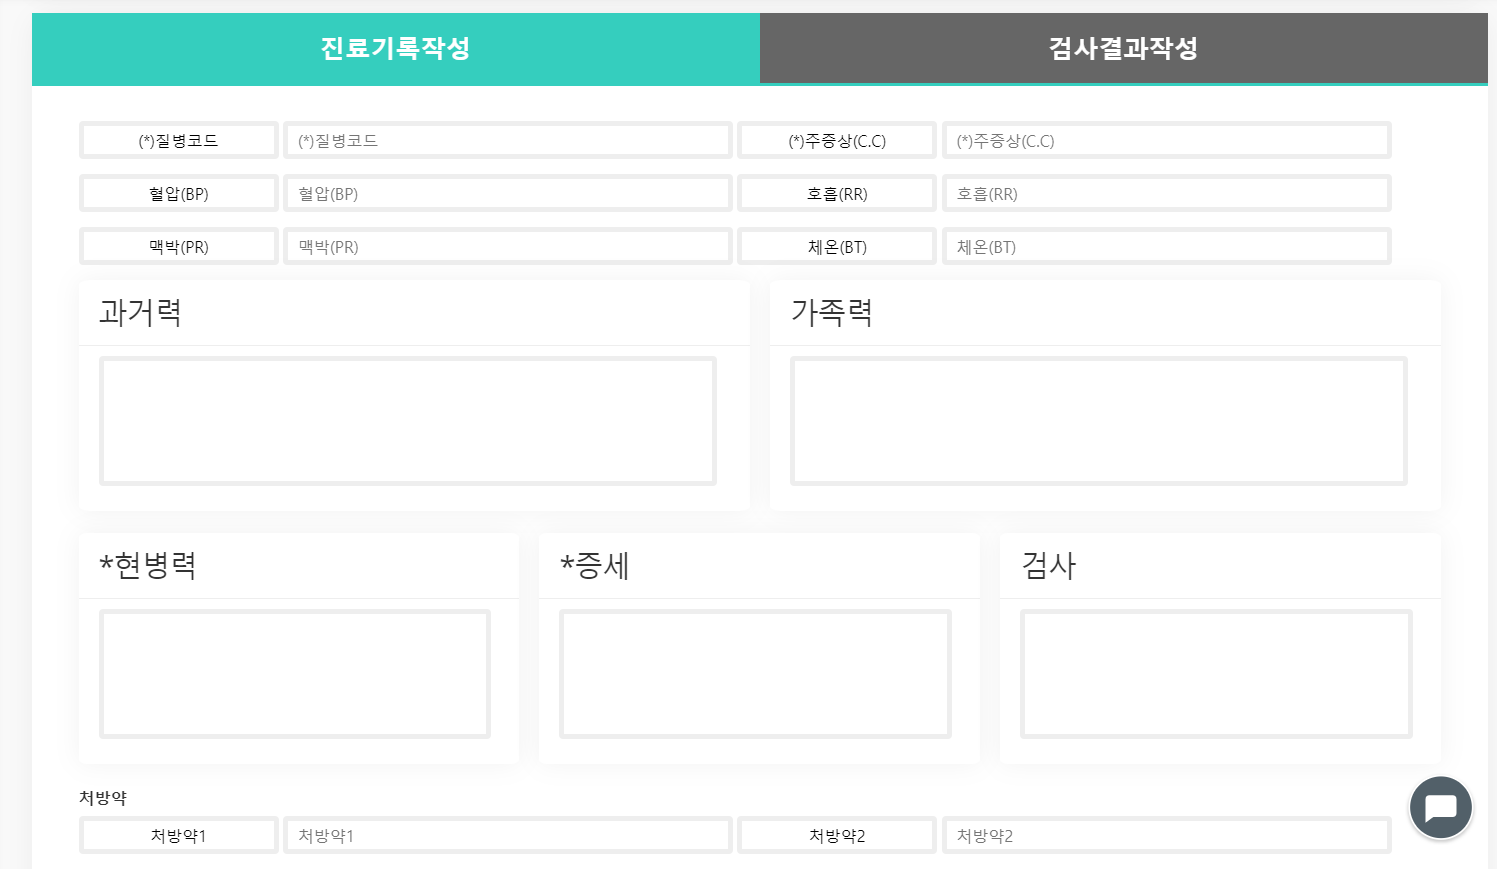 진료기록작성 검사결과작성
(*)질병코드 (*)질병코드 (*)주증상(C.C) (*)주증상(C.C)
혈압(BP) 혈압(BP) 호흡(RR) 호흡(RR)
맥박(PR) 맥박(PR) 체온(BT) 체온(BT)
과거력 가족력
*현병력 *증세 검사
처방약
처방약1 처방약1 처방약2 처방약2